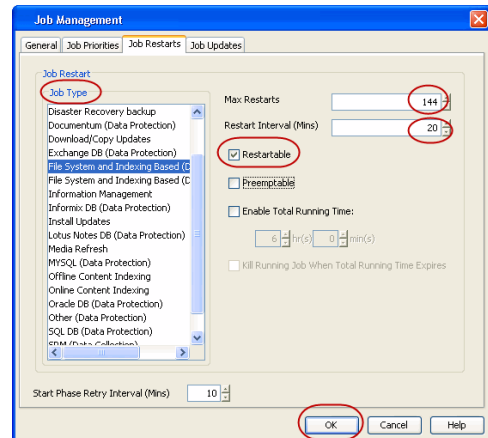 Job Management
General Job Priorities Job Restarts Job Updates
Job Restart
Job Type
Disaster Recovery backup
Documentum (Data Protection)
Download/Copy Updates
Exchange DB (Data Protection)
File System and Indexing Based (D
File System and Indexing Based (C
Information Management
Informix DB (Data Protection)
Install Updates
Lotus Notes DB (Data Protection)
Media Refresh
MYSQL (Data Protection)
Offline Content Indexing
Online Content Indexing
Oracle DB (Data Protection)
Other (Data Protection)
SQL DB (Data Protection)
SRM (Data Collection)
Max Restarts 144
Restart Interval (Mins) 20
Restartable
Preemptable
Enable Total Running Time:
6 hr(s) 0 min(s)
Kill Running Job When Total Running Time Expires
Start Phase Retry Interval (Mins) 10
OK Cancel Help